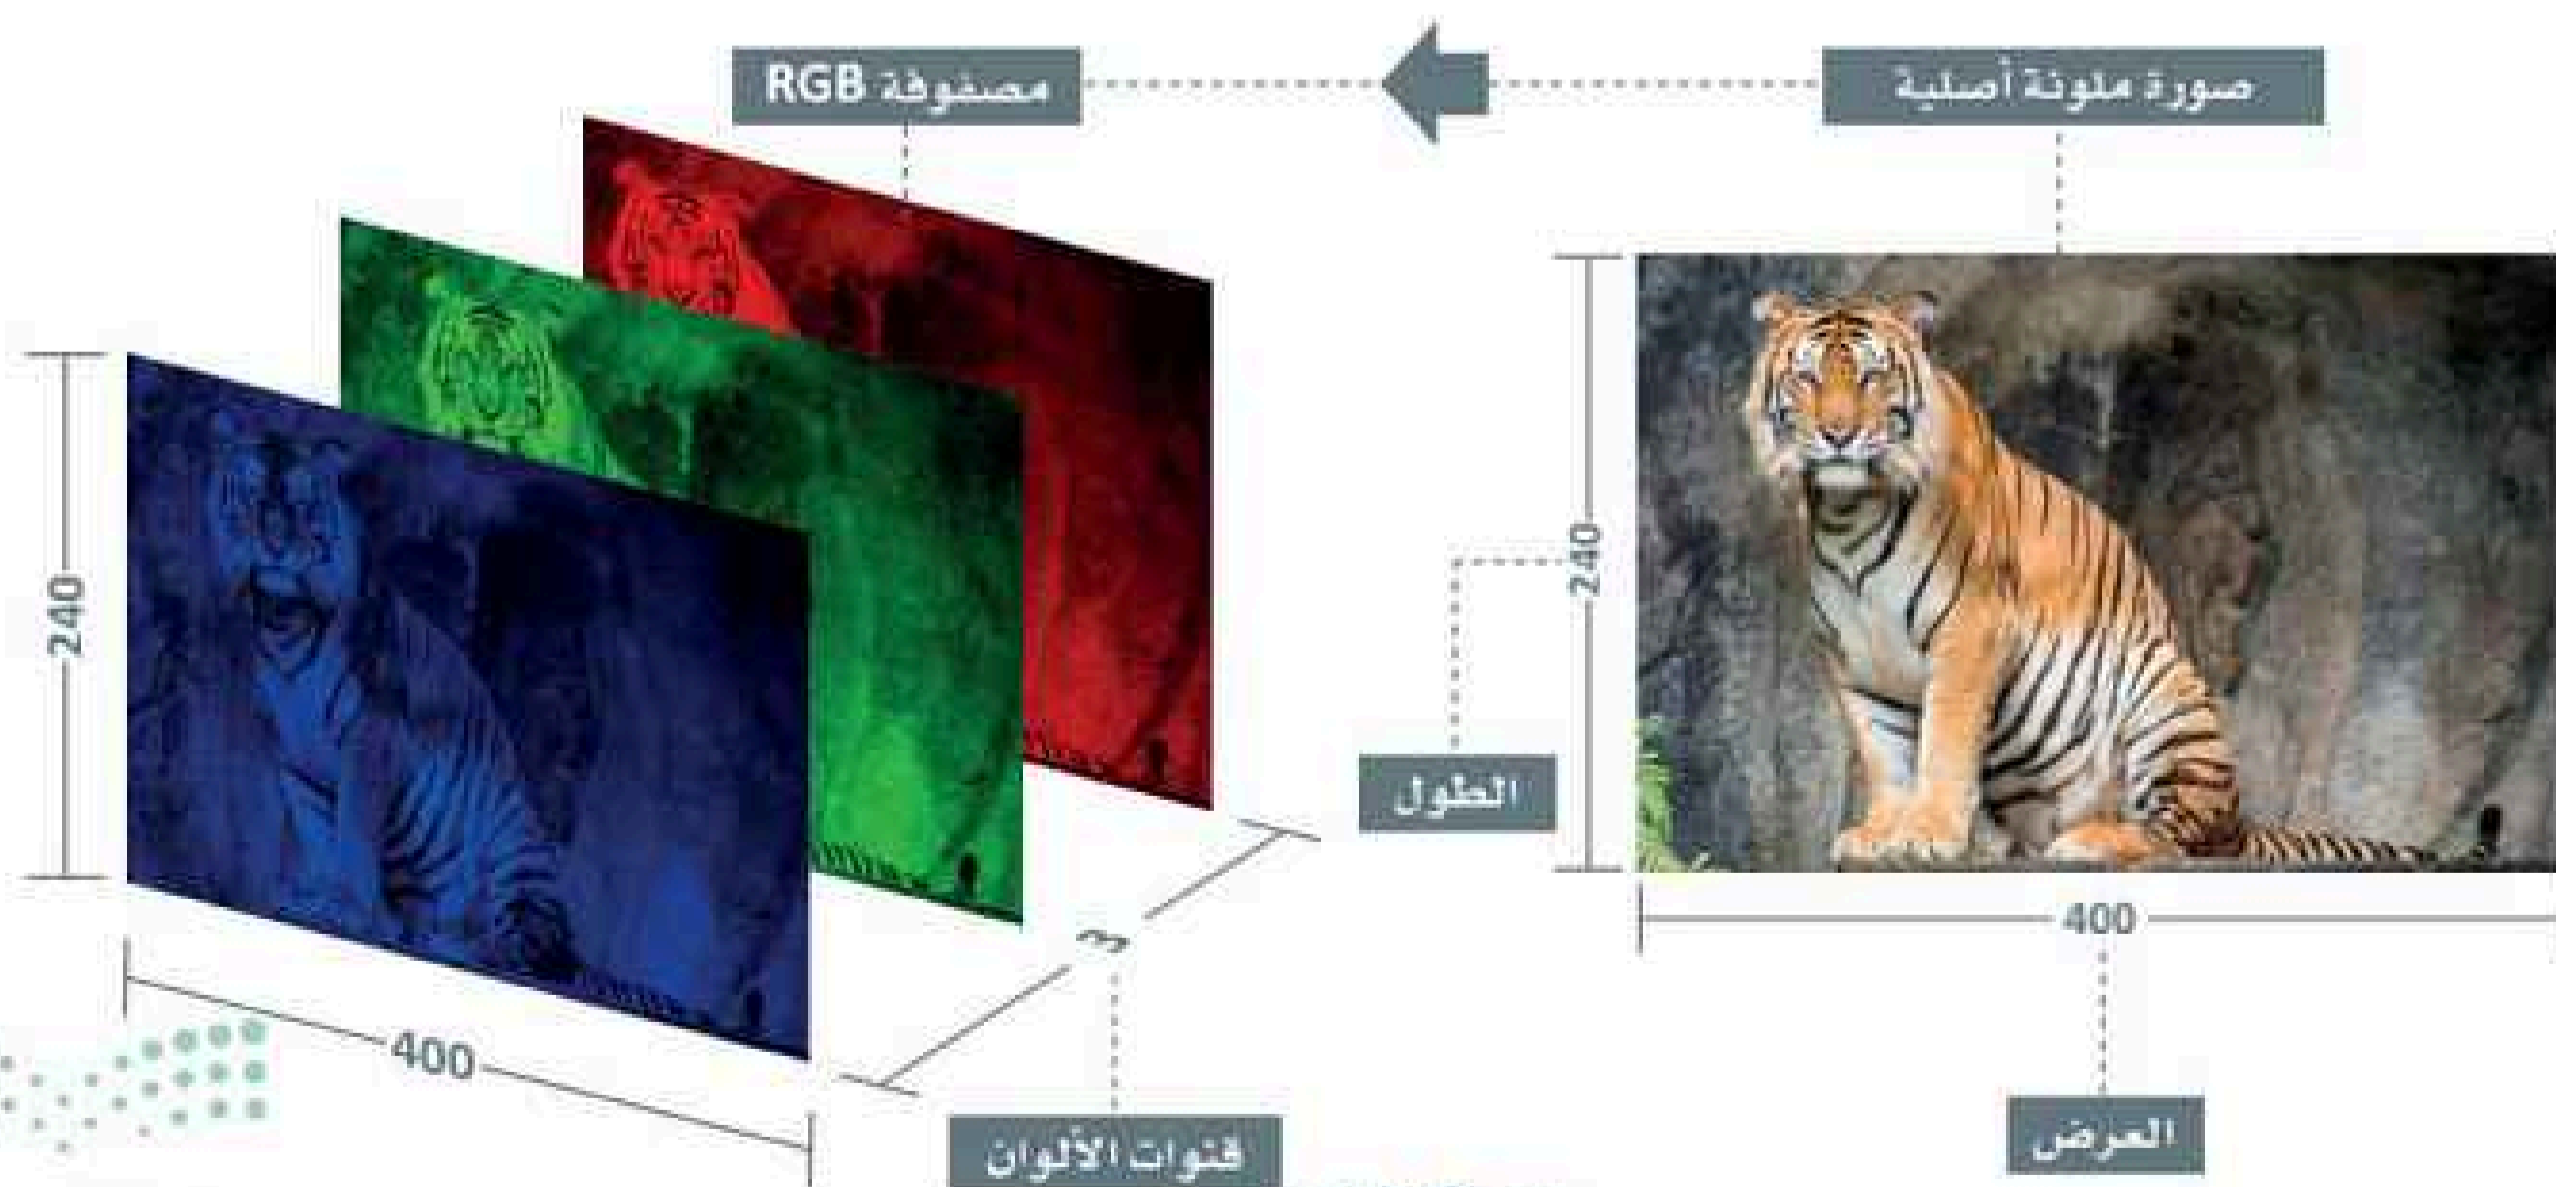 صورة ملونة أصلية
مصفوفة RGB
240
400
الطول
العرض
240
400
3
قنوات الألوان